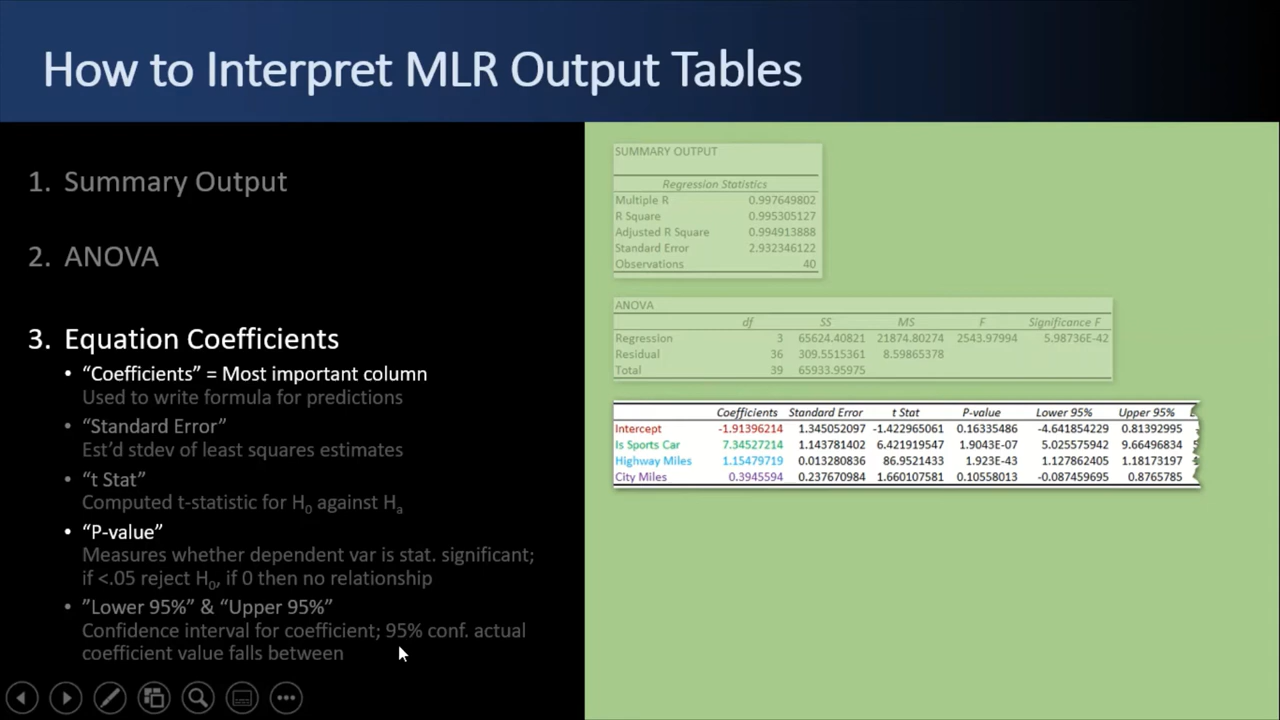 How to Interpret MLR Output Tables
1. Summary Output
2. ANOVA
3. Equation Coefficients
• “Coefficients” = Most important column
Used to write formula for predictions
• “Standard Error”
Est’d stdev of least squares estimates
• “t Stat”
Computed t-statistic for H0 against Ha
• “P-value”
Measures whether dependent var is stat. significant;
if <.05 reject H0, if 0 then no relationship
• ”Lower 95%” & “Upper 95%”
Confidence interval for coefficient; 95% conf. actual
coefficient value falls between
SUMMARY OUTPUT
Regression Statistics
Multiple R 0.997649802
R Square 0.995305127
Adjusted R Square 0.994913888
Standard Error 2.932346122
Observations 40
ANOVA
df SS MS F Significance F
Regression 3 65624.40821 21874.80274 2543.97994 5.98736E-42
Residual 36 309.5515361 8.59865378
Total 39 65933.95975
Coefficients Standard Error t Stat P-value Lower 95% Upper 95%
Intercept -1.91396214 1.345052097 -1.422965061 0.16335486 -4.641854229 0.81392995
Is Sports Car 7.34527214 1.143781402 6.421919547 1.9043E-07 5.025575942 9.66496834
Highway Miles 1.15479719 0.013280836 86.9521433 1.923E-43 1.127862405 1.18173197
City Miles 0.3945594 0.237670984 1.660107581 0.10558013 -0.087459695 0.8765785